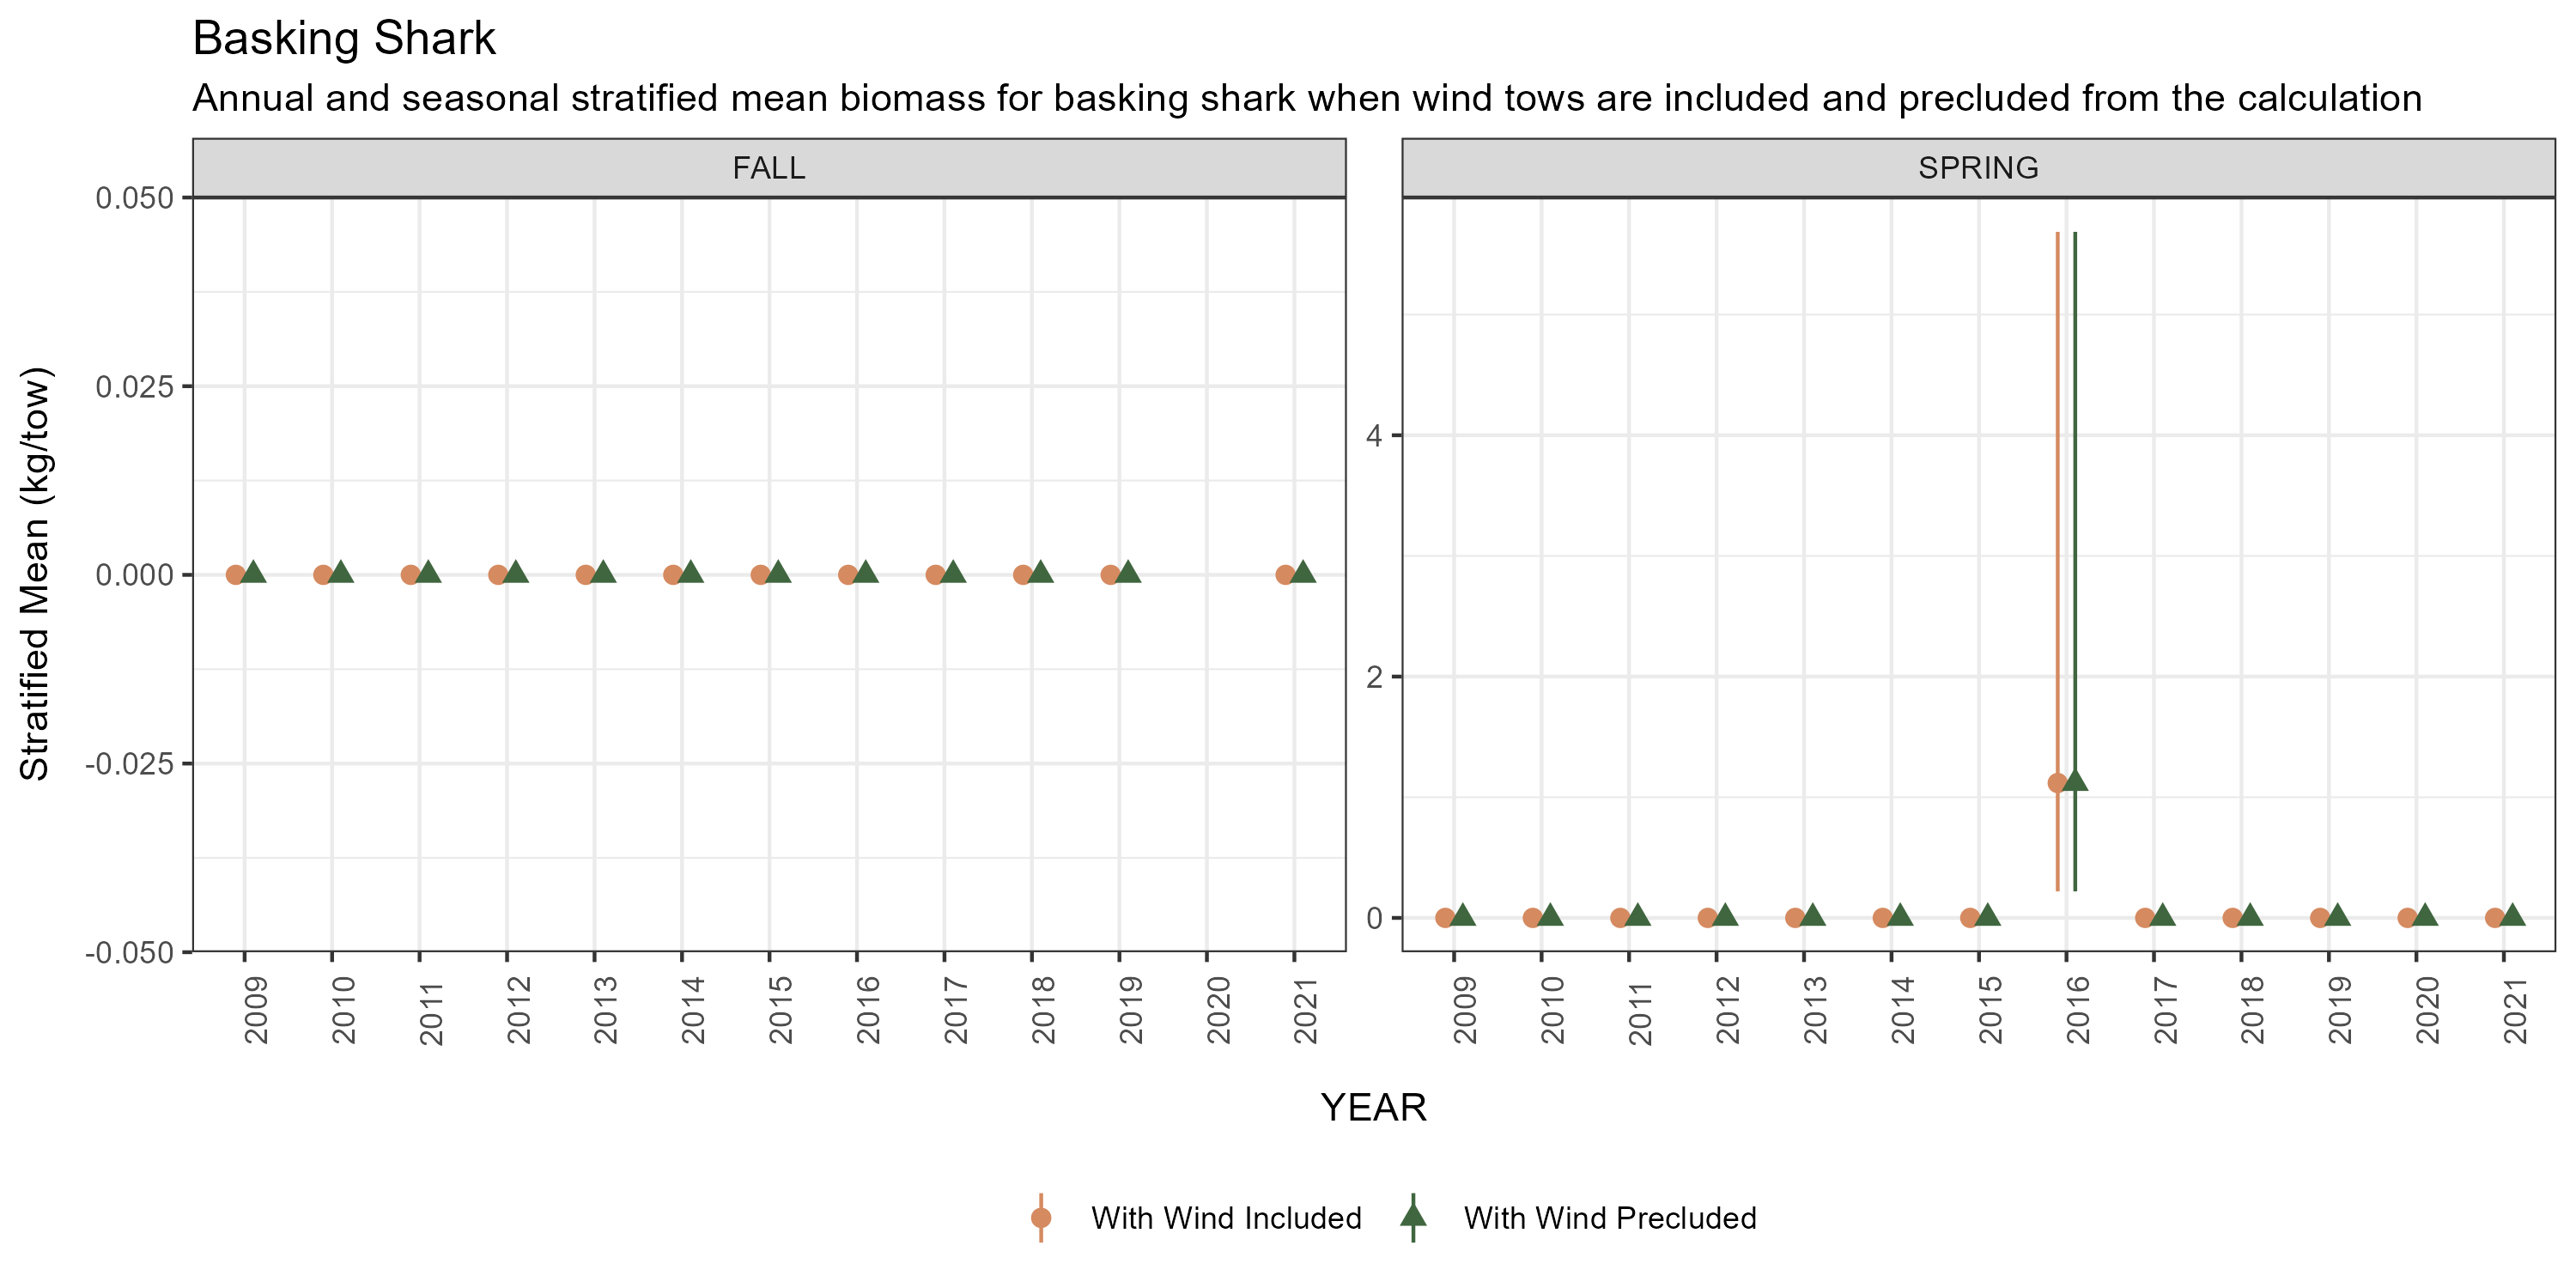 Basking Shark
Annual and seasonal stratified mean biomass for basking shark when wind tows are included and precluded from the calculation
FALL
SPRING
Stratified Mean (kg/tow)
0.050
0.025
0.000
-0.025
-0.050
4
2
0
2009 2010 2011 2012 2013 2014 2015 2016 2017 2018 2019 2020 2021
2009 2010 2011 2012 2013 2014 2015 2016 2017 2018 2019 2020 2021
YEAR
With Wind Included
With Wind Precluded